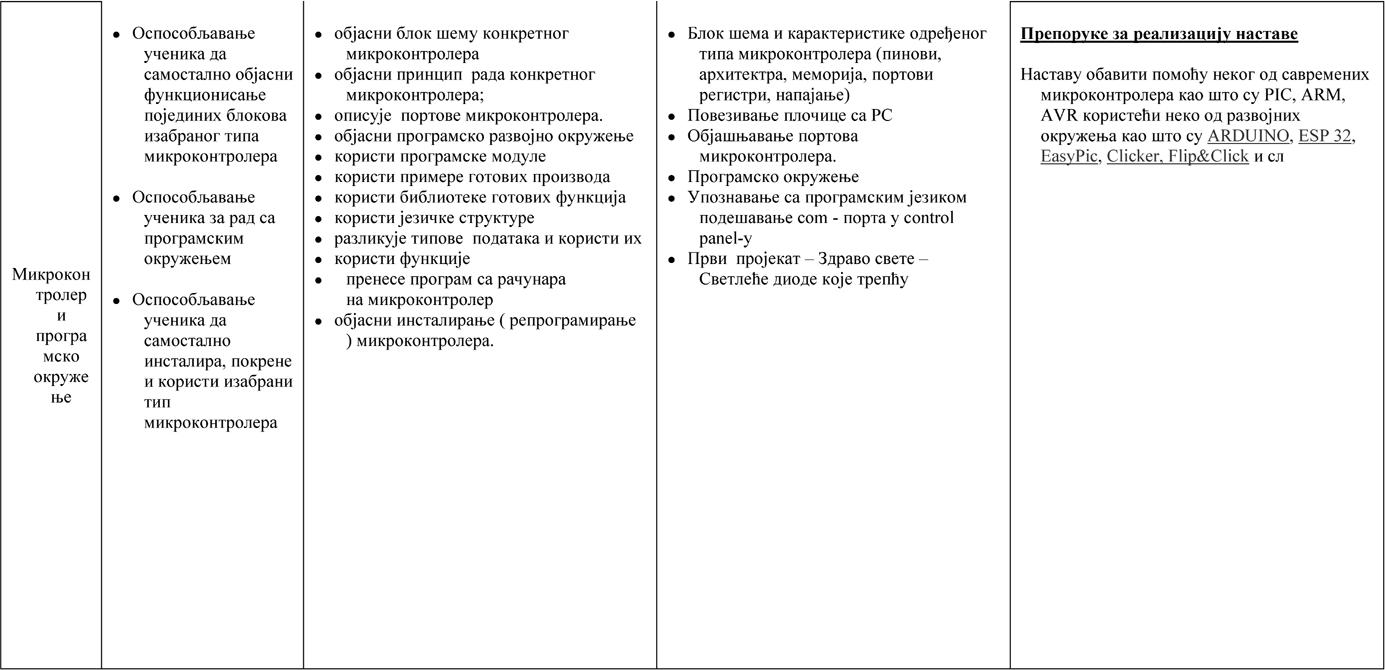 Микрокон
тролер
и
програ
мско
окруже
ње
● Оспособљавање
ученика да
самостално објасни
функционисање
појединих блокова
изабраног типа
микроконтролера
● Оспособљавање
ученика за рад са
програмским
окружењем
● Оспособљавање
ученика да
самостално
инсталира, покрене
и користи изабрани
тип
микроконтролера
● објасни блок шему конкретног
микроконтролера
● објасни принцип рада конкретног
микроконтролера;
● описује портове микроконтролера.
● објасни програмско развојно окружење
● користи програмске модуле
● користи примере готових производа
● користи библиотеке готових функција
● користи језичке структуре
● разликује типове података и користи их
● користи функције
● пренесе програм са рачунара
на микроконтролер
● објасни инсталирање ( репрограмирање
) микроконтролера.
● Блок шема и карактеристике одређеног
типа микроконтролера (пинови,
архитектра, меморија, портови
регистри, напајање)
● Повезивање плочице са PC
● Објашњавање портова
микроконтролера.
● Програмско окружење
● Упознавање са програмским језиком
подешавање com - порта у control
panel-у
● Први пројекат – Здраво свете –
Светлеће диоде које трепћу
Препоруке за реализацију наставе
Наставу обавити помоћу неког од савремених
микроконтролера као што су PIC, ARM,
AVR користећи неко од развојних
окружења као што су ARDUINO, ESP 32,
EasyPic, Clicker, Flip&Click и сл